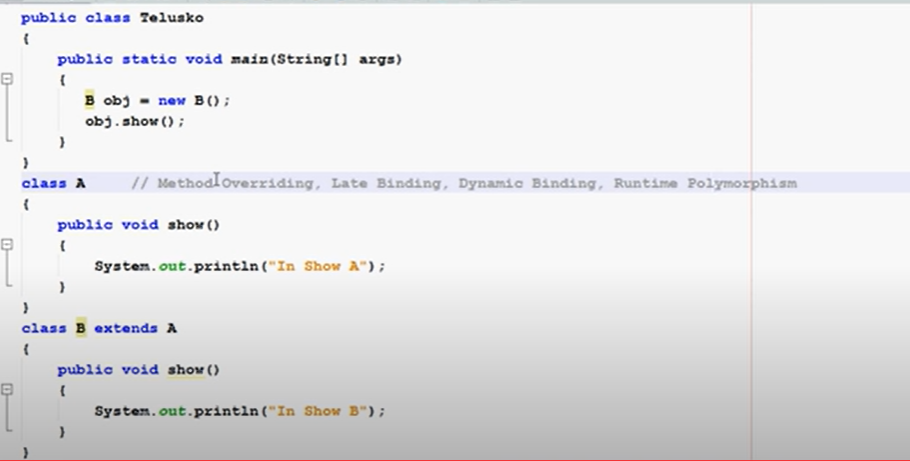 public class Telusko
{
public static void main(String[] args)
{
B obj = new B();
obj.show();
}
}
class A // Method Overriding, Late Binding, Dynamic Binding, Runtime Polymorphism
{
public void show()
{
System.out.println("In Show A");
}
}
class B extends A
{
public void show()
{
System.out.println("In Show B");
}
}